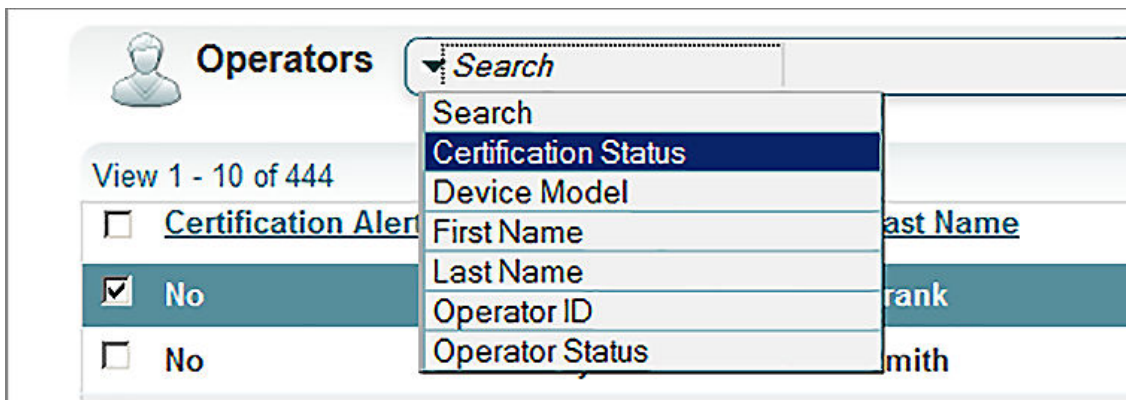 Operators
Search
Search
Certification Status
Device Model
First Name
Last Name
Operator ID
Operator Status
View 1 - 10 of 444
Certification Alert
ast Name
No
rank
No
mith